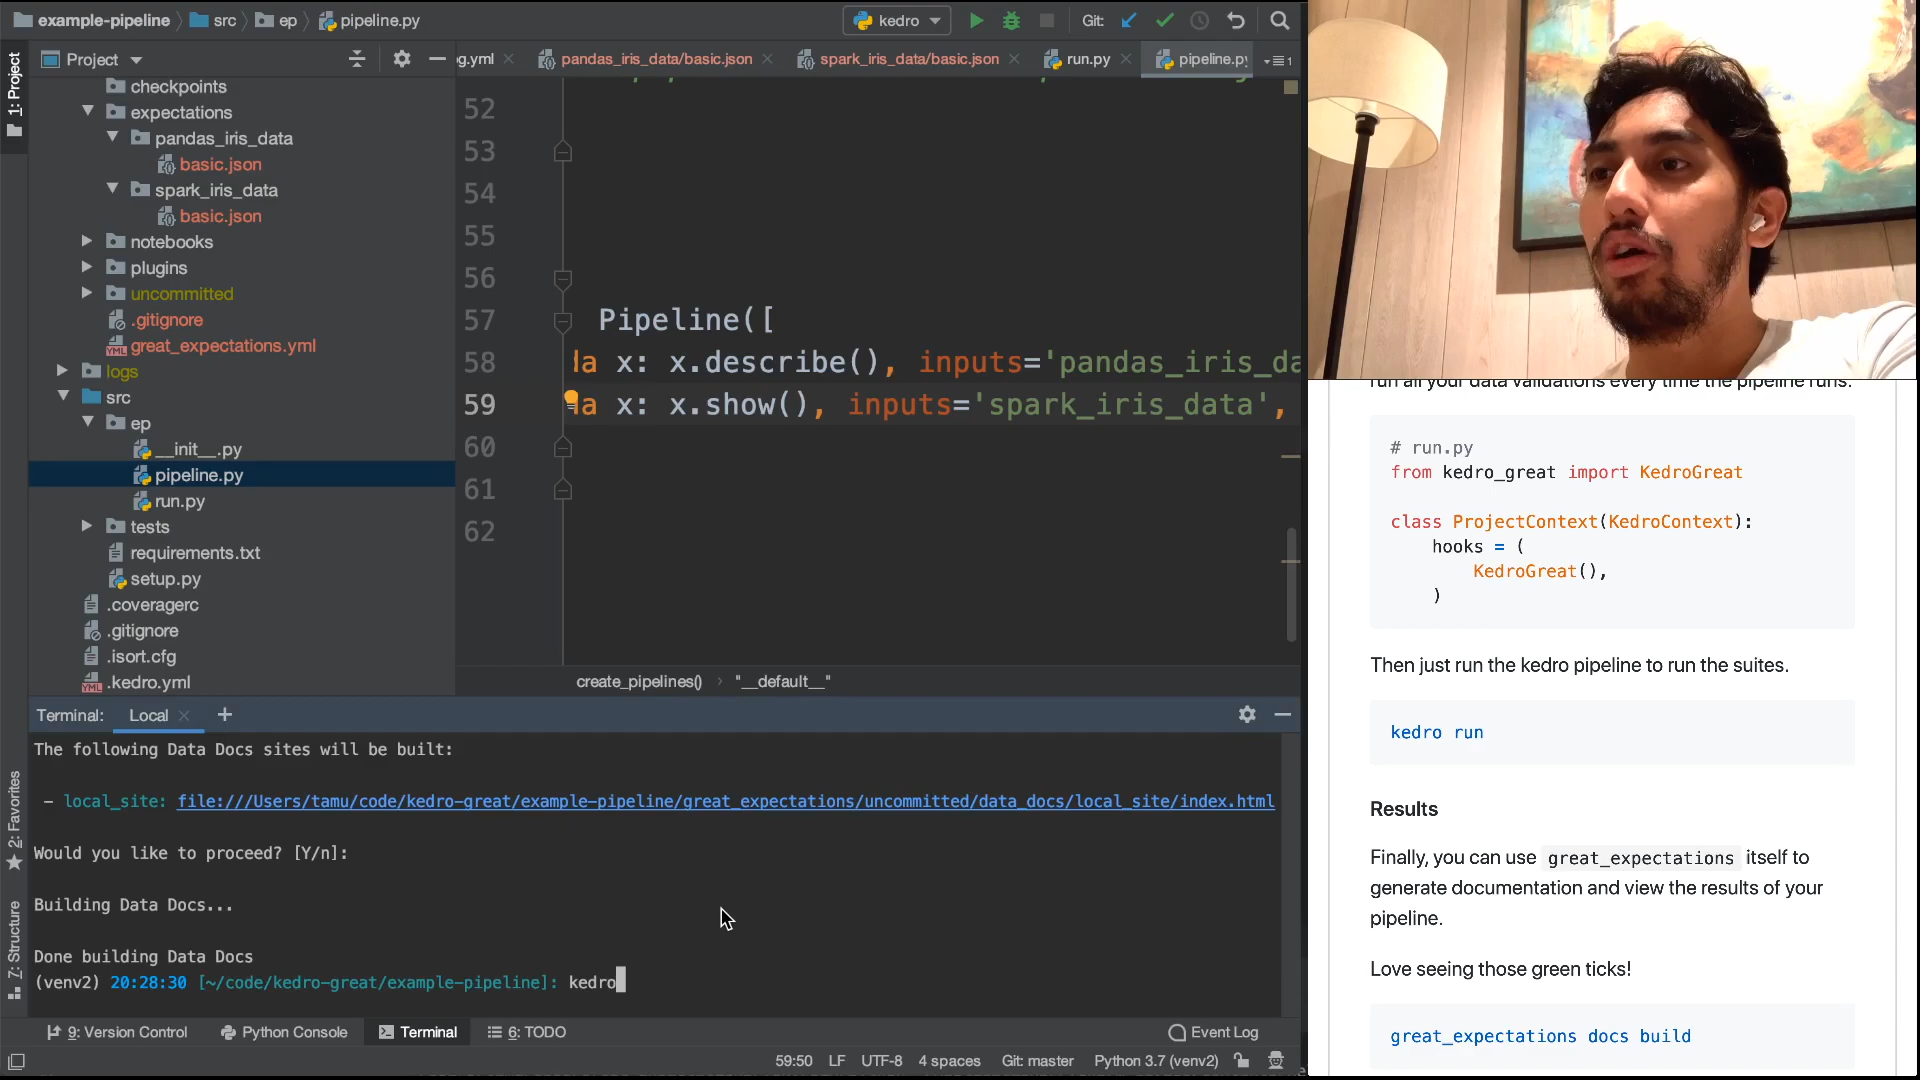 example-pipeline
src
ep
pipeline.py
kedro
Git:
Project
g.yml
pandas_iris_data/basic.json
spark_iris_data/basic.json
run.py
pipeline.py
1
1: Project
checkpoints
expectations
pandas_iris_data
basic.json
spark_iris_data
basic.json
notebooks
plugins
uncommitted
.gitignore
great_expectations.yml
logs
src
ep
__init__.py
pipeline.py
run.py
tests
requirements.txt
setup.py
.coveragerc
.gitignore
.isort.cfg
.kedro.yml
52
53
54
55
56
57 Pipeline([
58 da x: x.describe(), inputs='pandas_iris_da
59 da x: x.show(), inputs='spark_iris_data',
60
61
62
create_pipelines() › "__default__"
Terminal: Local
The following Data Docs sites will be built:
- local_site: file:///Users/tamu/code/kedro-great/example-pipeline/great_expectations/uncommitted/data_docs/local_site/index.html
Would you like to proceed? [Y/n]:
Building Data Docs...
Done building Data Docs
(venv2) 20:28:30 [~/code/kedro-great/example-pipeline]: kedro
2: Favorites
7: Structure
9: Version Control
Python Console
Terminal
6: TODO
Event Log
59:50 LF UTF-8 4 spaces Git: master Python 3.7 (venv2)
run all your data validations every time the pipeline runs.
# run.py
from kedro_great import KedroGreat
class ProjectContext(KedroContext):
hooks = (
KedroGreat(),
)
Then just run the kedro pipeline to run the suites.
kedro run
Results
Finally, you can use great_expectations itself to
generate documentation and view the results of your
pipeline.
Love seeing those green ticks!
great_expectations docs build